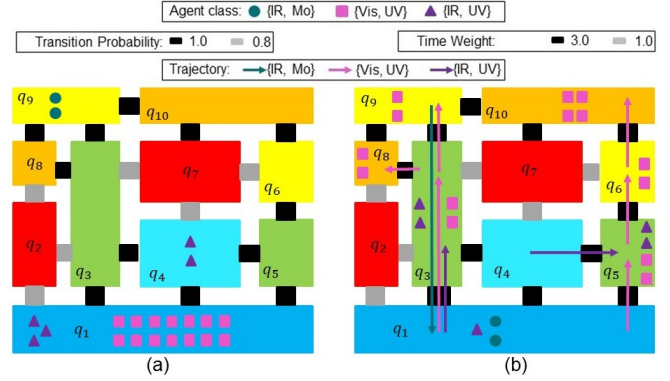 Agent class: {IR, Mo} {Vis, UV} {IR, UV}
Transition Probability: 1.0 0.8
Time Weight: 3.0 1.0
Trajectory: {IR, Mo} {Vis, UV} {IR, UV}
q9
q10
q8
q7
q6
q2
q3
q4
q5
q1
(a)
q9
q10
q8
q7
q6
q2
q3
q4
q5
q1
(b)